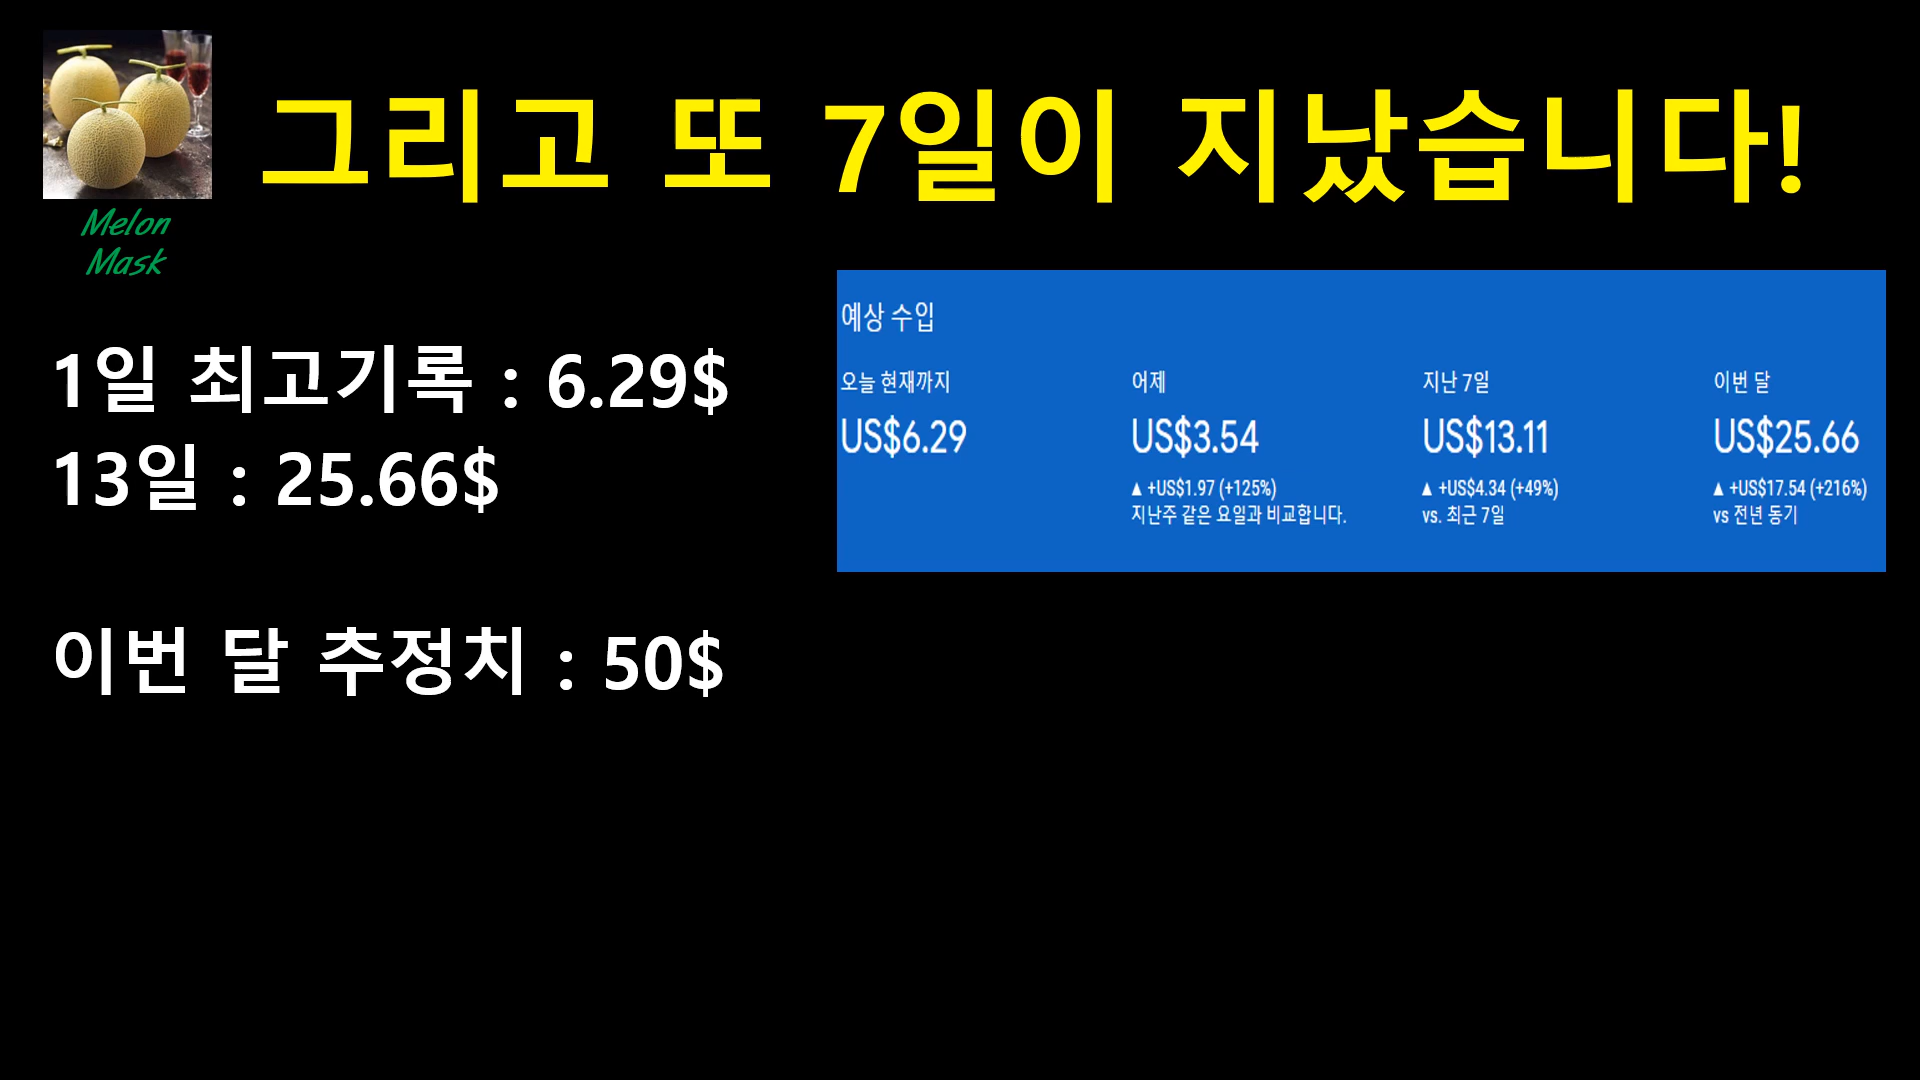 그리고 또 7일이 지났습니다!
Melon
Mask
1일 최고기록 : 6.29$
13일 : 25.66$
이번 달 추정치 : 50$
예상 수입
오늘 현재까지
US$6.29
어제
US$3.54
▲ +US$1.97 (+125%)
지난주 같은 요일과 비교합니다.
지난 7일
US$13.11
▲ +US$4.34 (+49%)
vs. 최근 7일
이번 달
US$25.66
▲ +US$17.54 (+216%)
vs 전년 동기